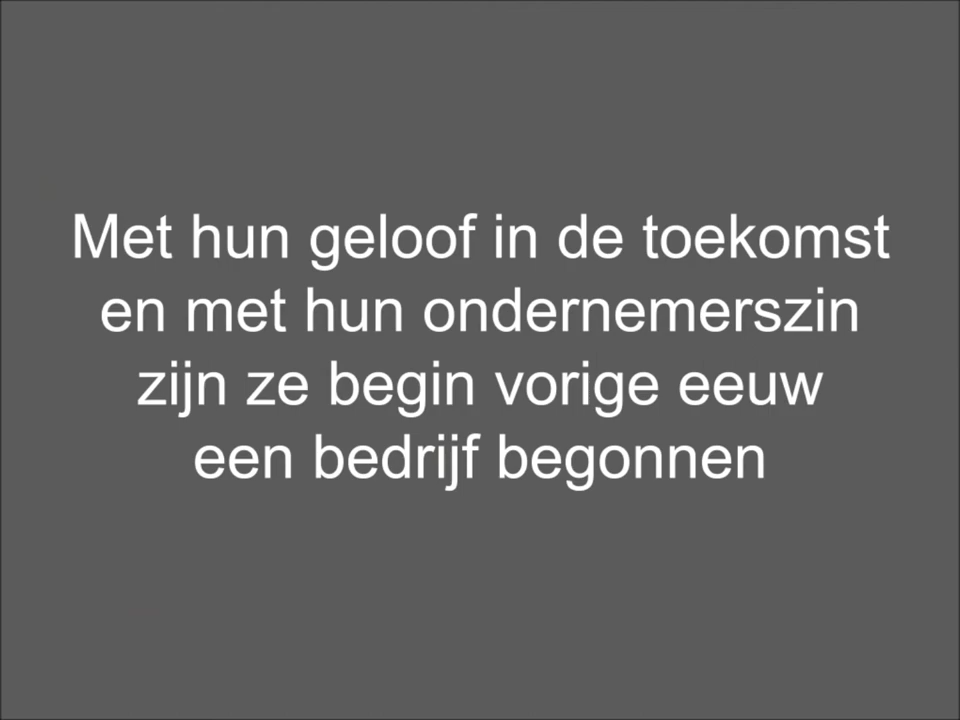 Met hun geloof in de toekomst
en met hun ondernemerszin
zijn ze begin vorige eeuw
een bedrijf begonnen